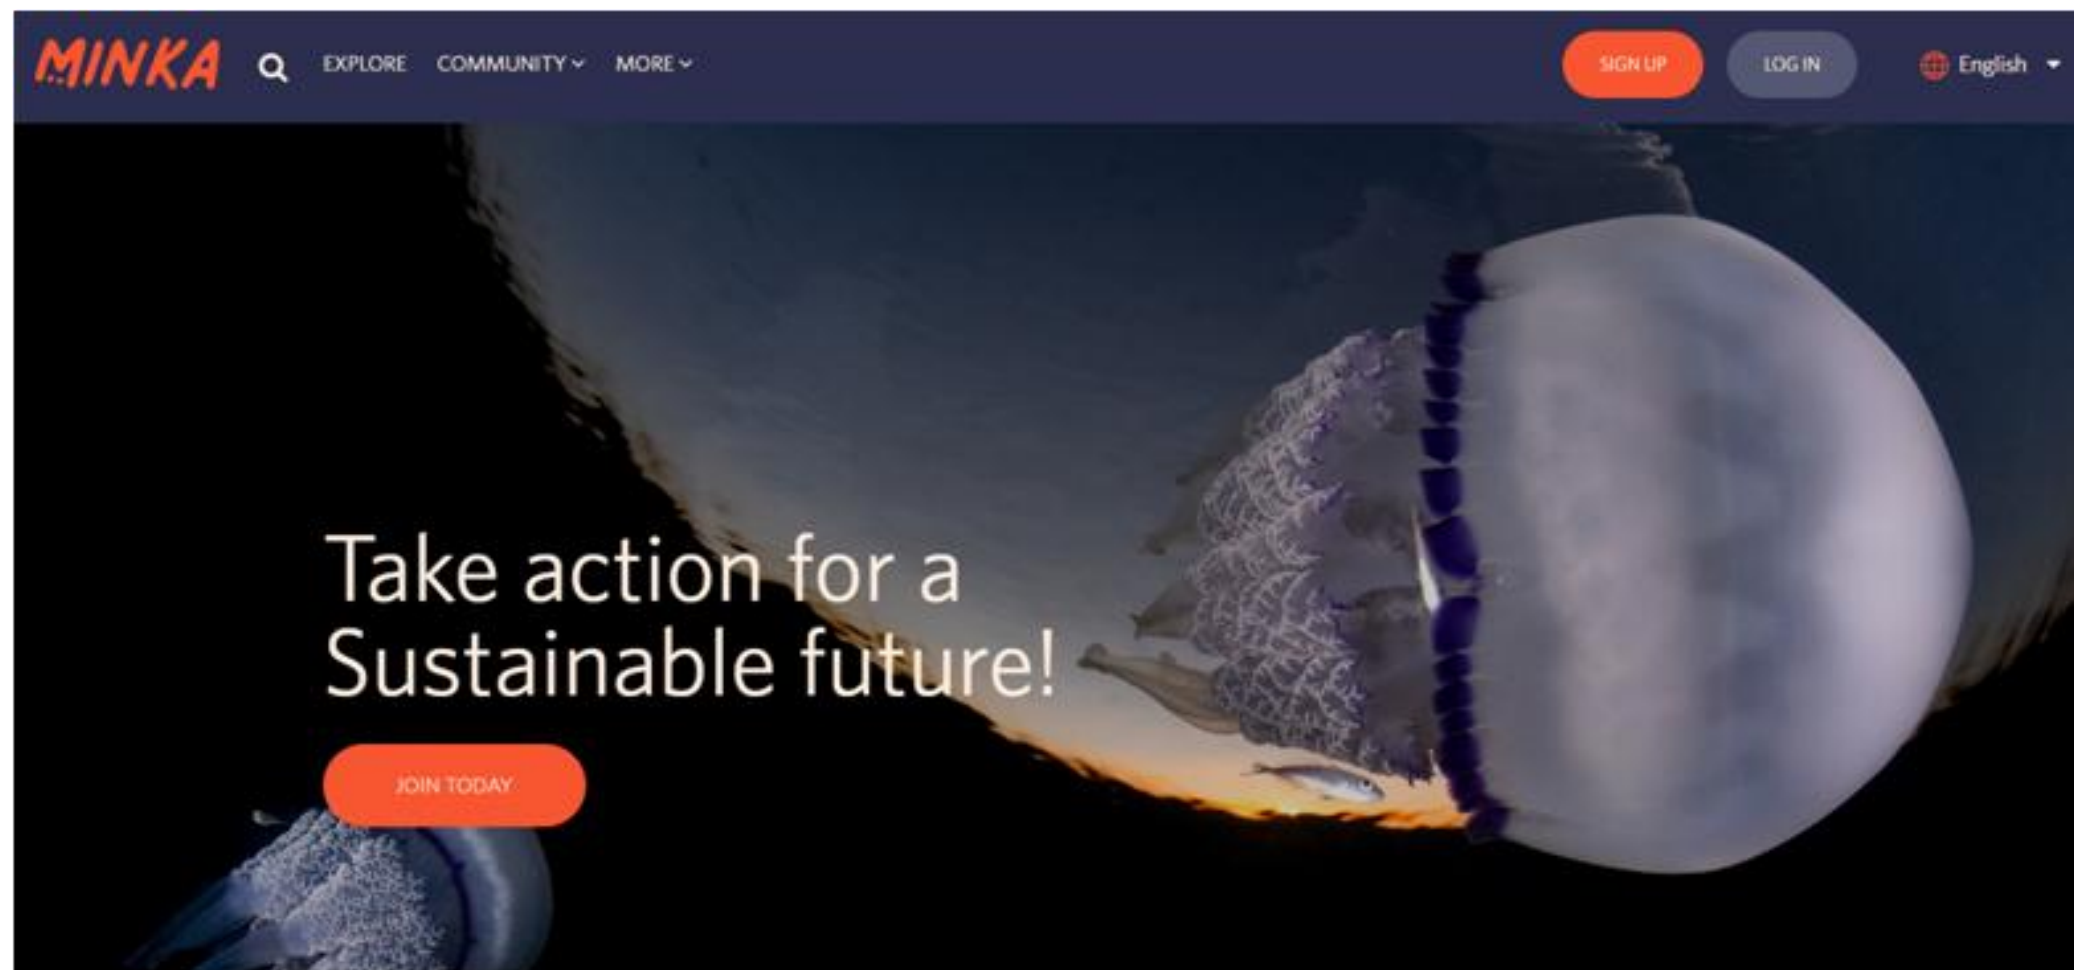 MINKA
EXPLORE COMMUNITY MORE
SIGN UP LOG IN English
Take action for a
Sustainable future!
JOIN TODAY